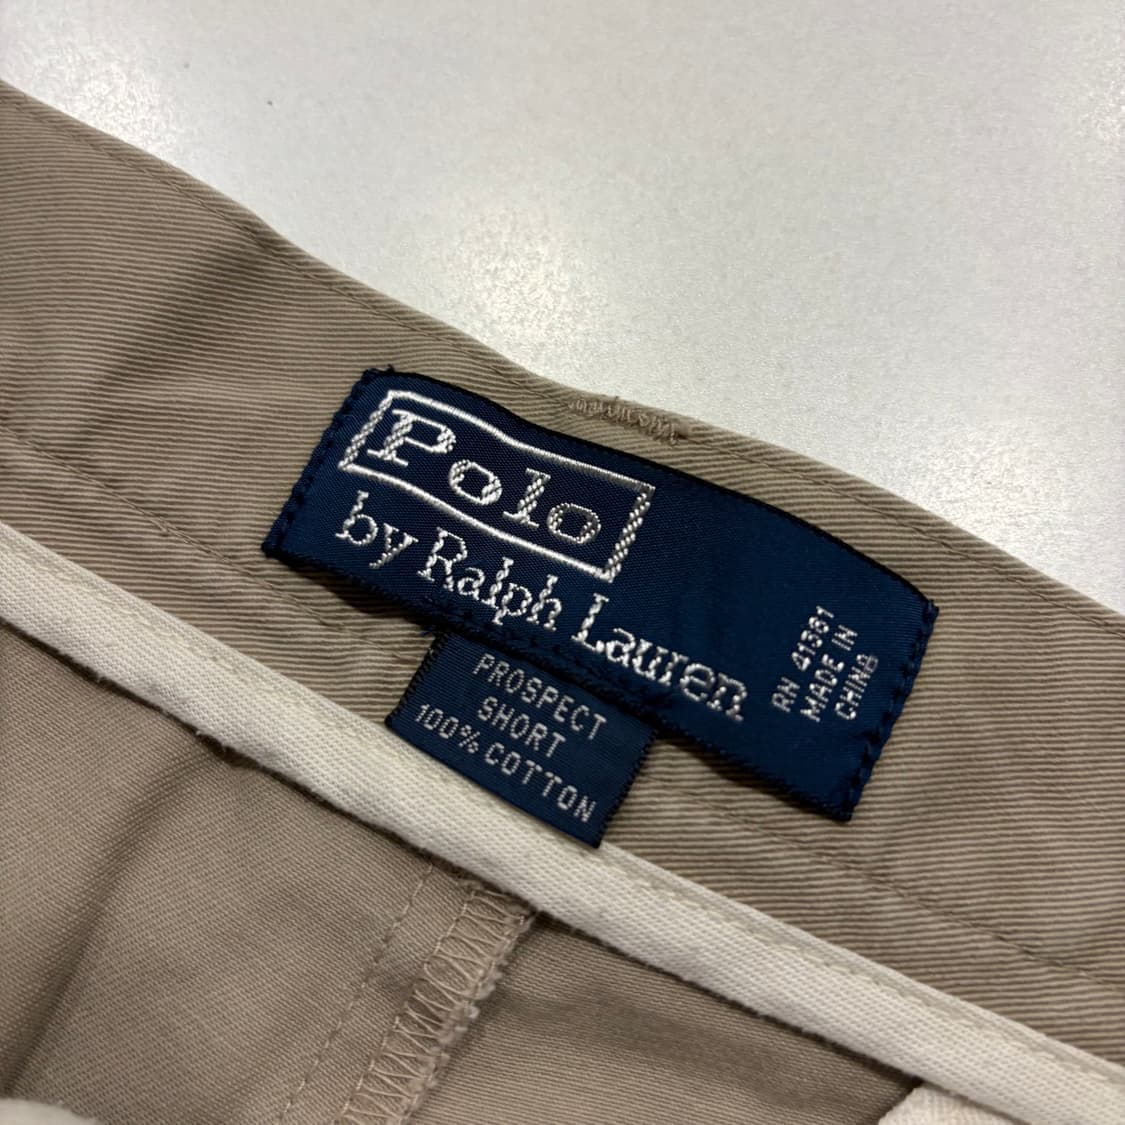 Polo
by Ralph Lauren
RN 41381
MADE IN
CHINA
PROSPECT
SHORT
100% COTTON